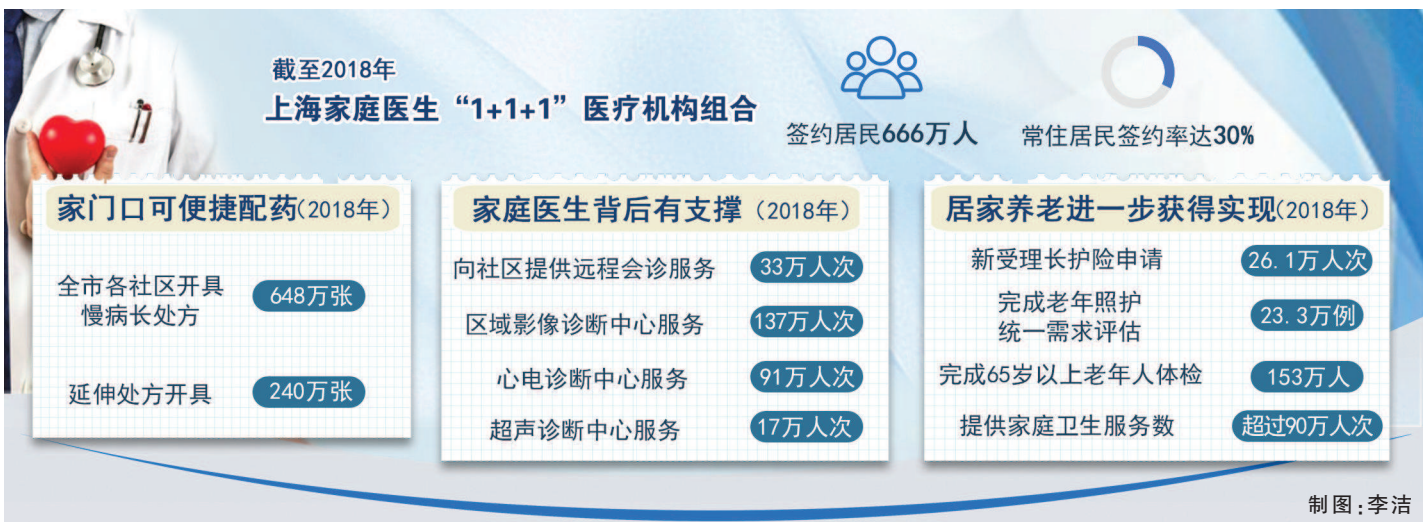 截至2018年
上海家庭医生“1+1+1”医疗机构组合
签约居民666万人
常住居民签约率达30%
家门口可便捷配药(2018年)
全市各社区开具
慢病长处方
648万张
延伸处方开具
240万张
家庭医生背后有支撑（2018年）
向社区提供远程会诊服务
33万人次
区域影像诊断中心服务
137万人次
心电诊断中心服务
91万人次
超声诊断中心服务
17万人次
居家养老进一步获得实现(2018年)
新受理长护险申请
26.1万人次
完成老年照护
统一需求评估
23.3万例
完成65岁以上老年人体检
153万人
提供家庭卫生服务数
超过90万人次
制图:李洁